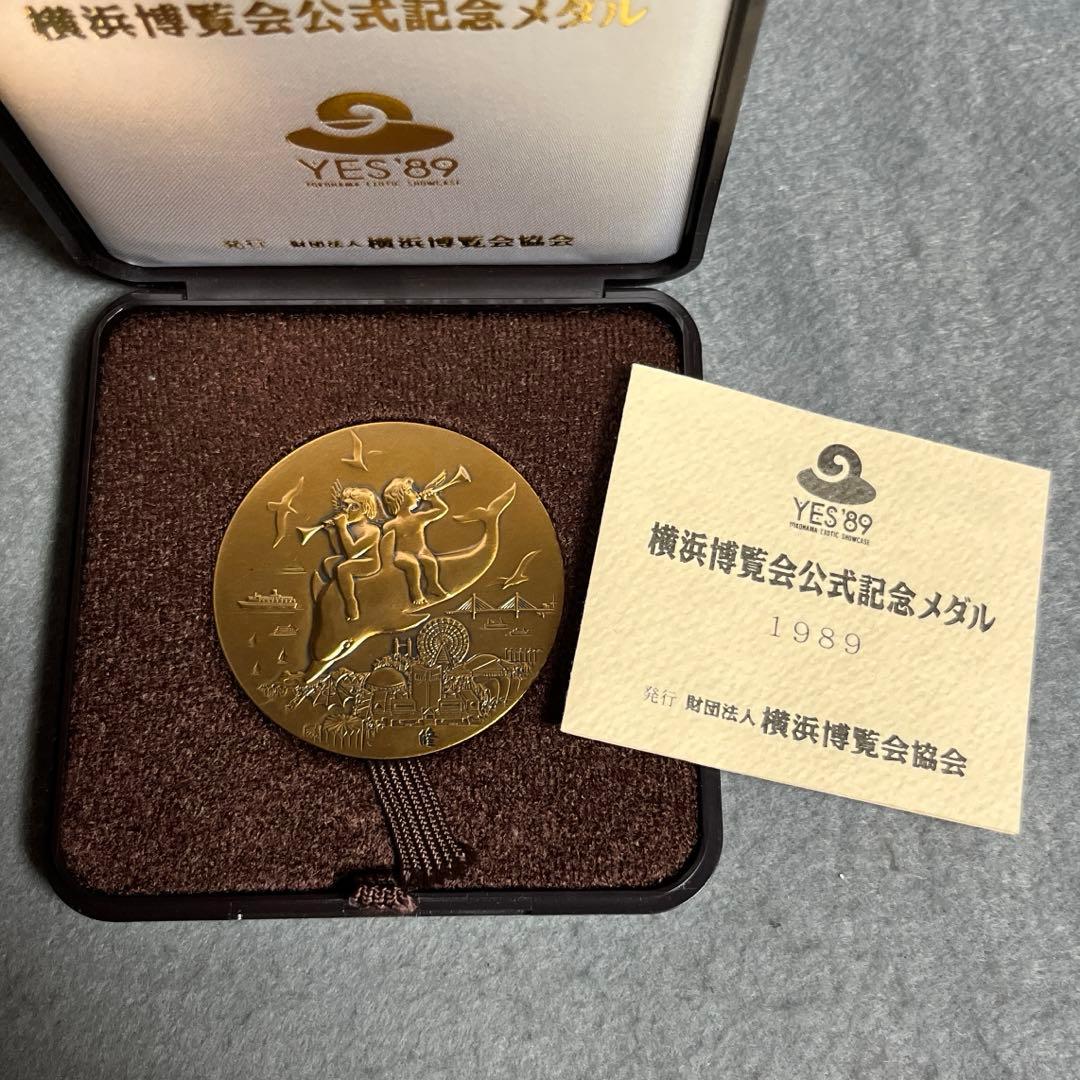 横浜博覧会公式記念メダル
YES'89
YOKOHAMA EXOTIC SHOWCASE
発行 財団法人 横浜博覧会協会
YES'89
YOKOHAMA EXOTIC SHOWCASE
横浜博覧会公式記念メダル
1989
発行 財団法人 横浜博覧会協会